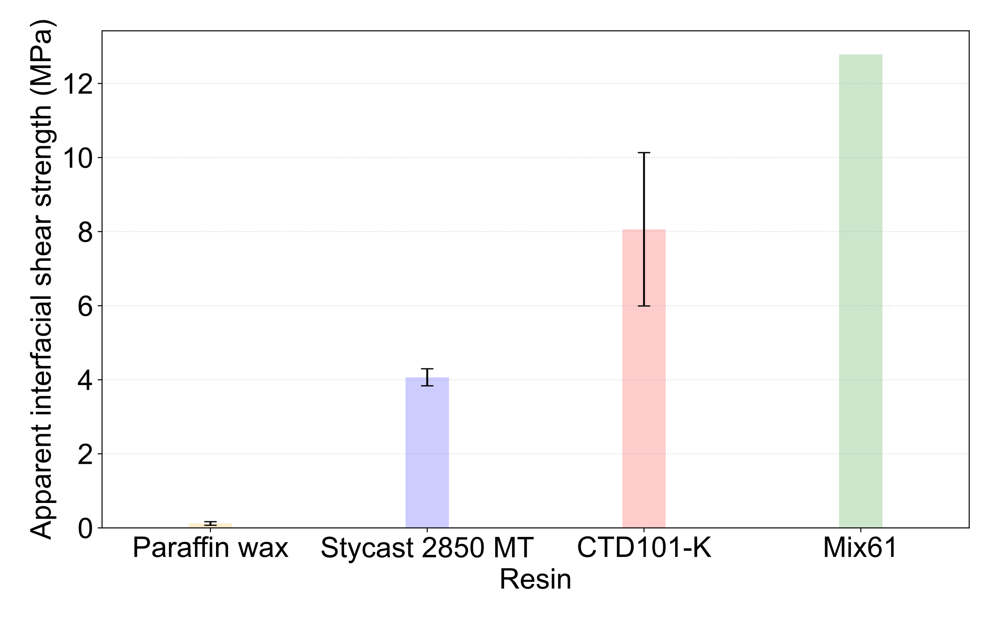 Apparent interfacial shear strength (MPa)
12
10
8
6
4
2
0
Paraffin wax
Stycast 2850 MT
CTD101-K
Mix61
Resin